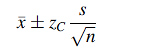 x̄ ± z_C s/√n